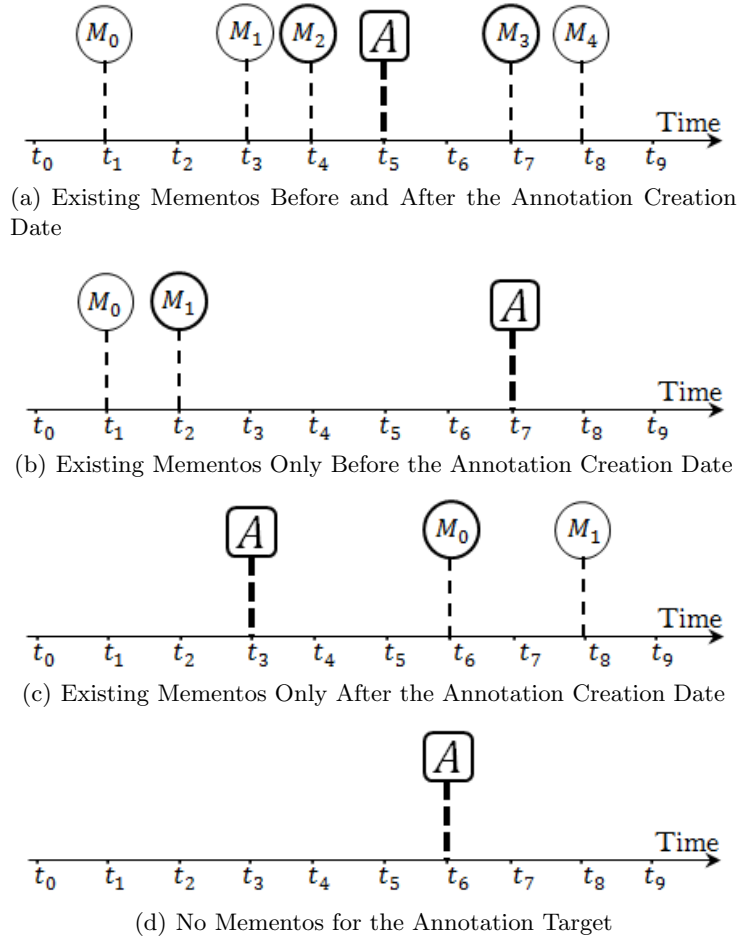 M0 M1 M2 A M3 M4
Time
t0 t1 t2 t3 t4 t5 t6 t7 t8 t9
(a) Existing Mementos Before and After the Annotation Creation
Date
M0 M1 A
Time
t0 t1 t2 t3 t4 t5 t6 t7 t8 t9
(b) Existing Mementos Only Before the Annotation Creation Date
A M0 M1
Time
t0 t1 t2 t3 t4 t5 t6 t7 t8 t9
(c) Existing Mementos Only After the Annotation Creation Date
A
Time
t0 t1 t2 t3 t4 t5 t6 t7 t8 t9
(d) No Mementos for the Annotation Target